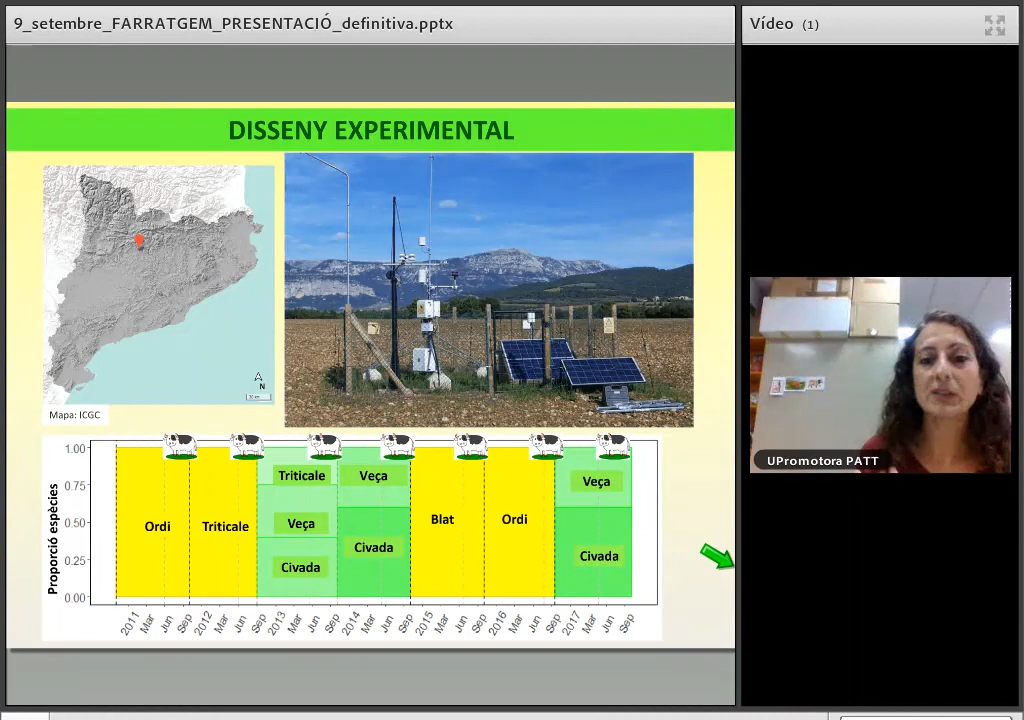 9_setembre_FARRATGEM_PRESENTACIÓ_definitiva.pptx
Vídeo (1)
DISSENY EXPERIMENTAL
N
Mapa: ICGC
UPromotora PATT
Proporció espècies
1.00
0.75
0.50
0.25
0.00
Ordi
Triticale
Triticale
Veça
Civada
Veça
Civada
Blat
Ordi
Veça
Civada
2011 Mar Jun Sep 2012 Mar Jun Sep 2013 Mar Jun Sep 2014 Mar Jun Sep 2015 Mar Jun Sep 2016 Mar Jun Sep 2017 Mar Jun Sep